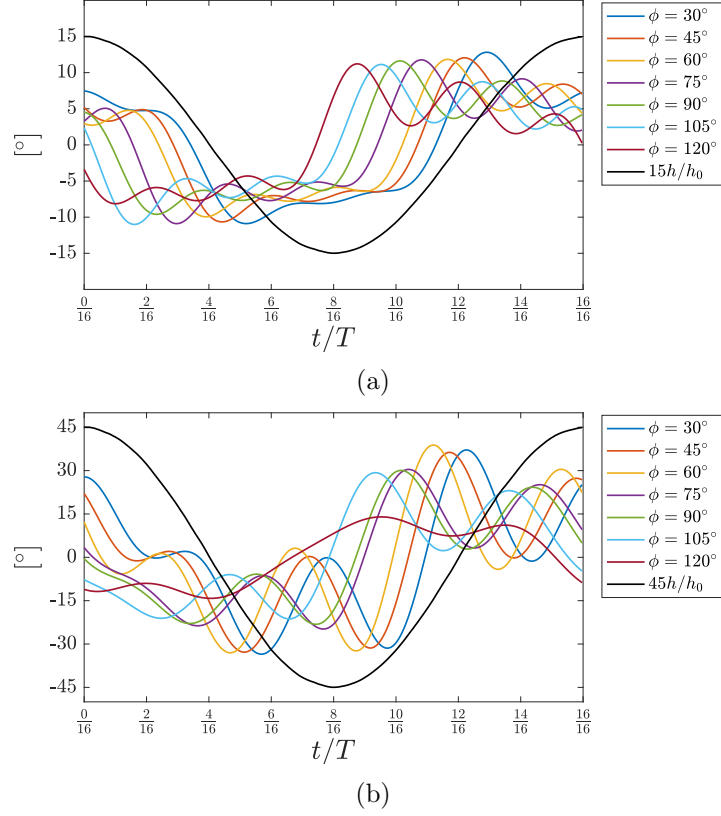 15
10
5
0
-5
-10
-15
[°]
0/16 2/16 4/16 6/16 8/16 10/16 12/16 14/16 16/16
t/T
ϕ = 30°
ϕ = 45°
ϕ = 60°
ϕ = 75°
ϕ = 90°
ϕ = 105°
ϕ = 120°
15h/h₀
(a)
45
30
15
0
-15
-30
-45
[°]
0/16 2/16 4/16 6/16 8/16 10/16 12/16 14/16 16/16
t/T
ϕ = 30°
ϕ = 45°
ϕ = 60°
ϕ = 75°
ϕ = 90°
ϕ = 105°
ϕ = 120°
45h/h₀
(b)